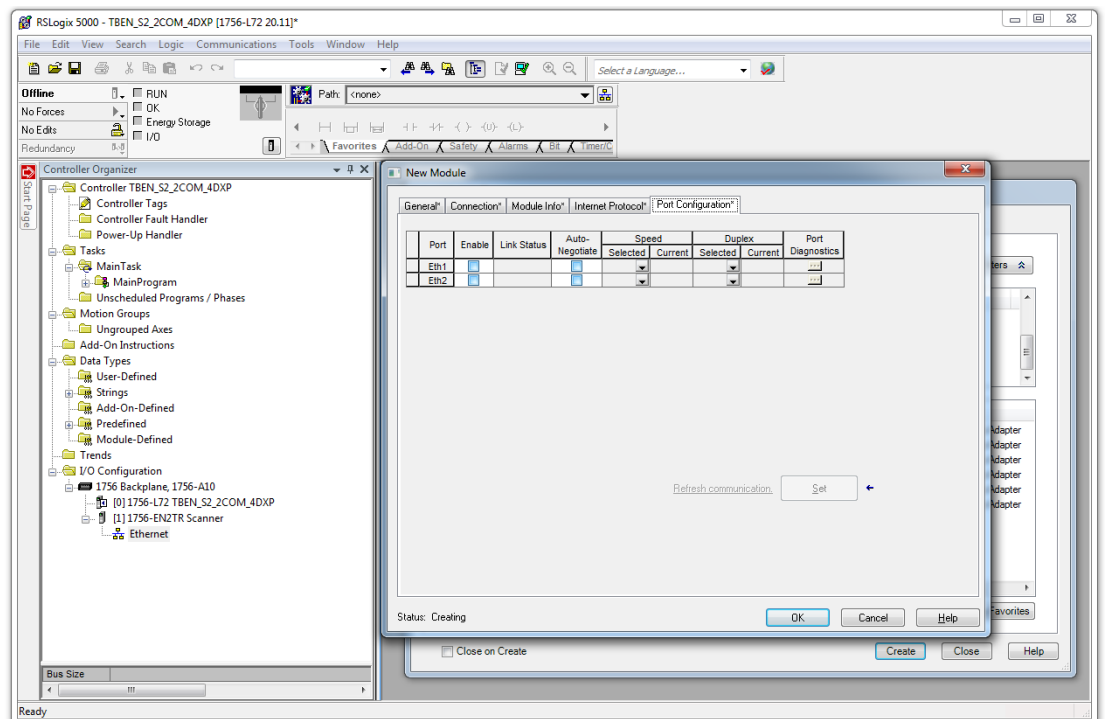 RSLogix 5000 - TBEN_S2_2COM_4DXP [1756-L72 20.11]*
File Edit View Search Logic Communications Tools Window Help
Select a Language...
Offline
RUN
Path: <none>
No Forces
OK
Energy Storage
No Edits
I/O
Redundancy
Favorites Add-On Safety Alarms Bit Timer/C
Start Page
Controller Organizer
Controller TBEN_S2_2COM_4DXP
Controller Tags
Controller Fault Handler
Power-Up Handler
Tasks
MainTask
MainProgram
Unscheduled Programs / Phases
Motion Groups
Ungrouped Axes
Add-On Instructions
Data Types
User-Defined
Strings
Add-On-Defined
Predefined
Module-Defined
Trends
I/O Configuration
1756 Backplane, 1756-A10
[0] 1756-L72 TBEN_S2_2COM_4DXP
[1] 1756-EN2TR Scanner
Ethernet
Bus Size
New Module
General* Connection* Module Info* Internet Protocol* Port Configuration*
Port Enable Link Status Auto-Negotiate Speed Duplex Port Diagnostics
Selected Current Selected Current
Eth1
Eth2
Refresh communication. Set
Status: Creating
OK Cancel Help
ters
Adapter
Adapter
Adapter
Adapter
Adapter
Adapter
Favorites
Close on Create
Create Close Help
Ready